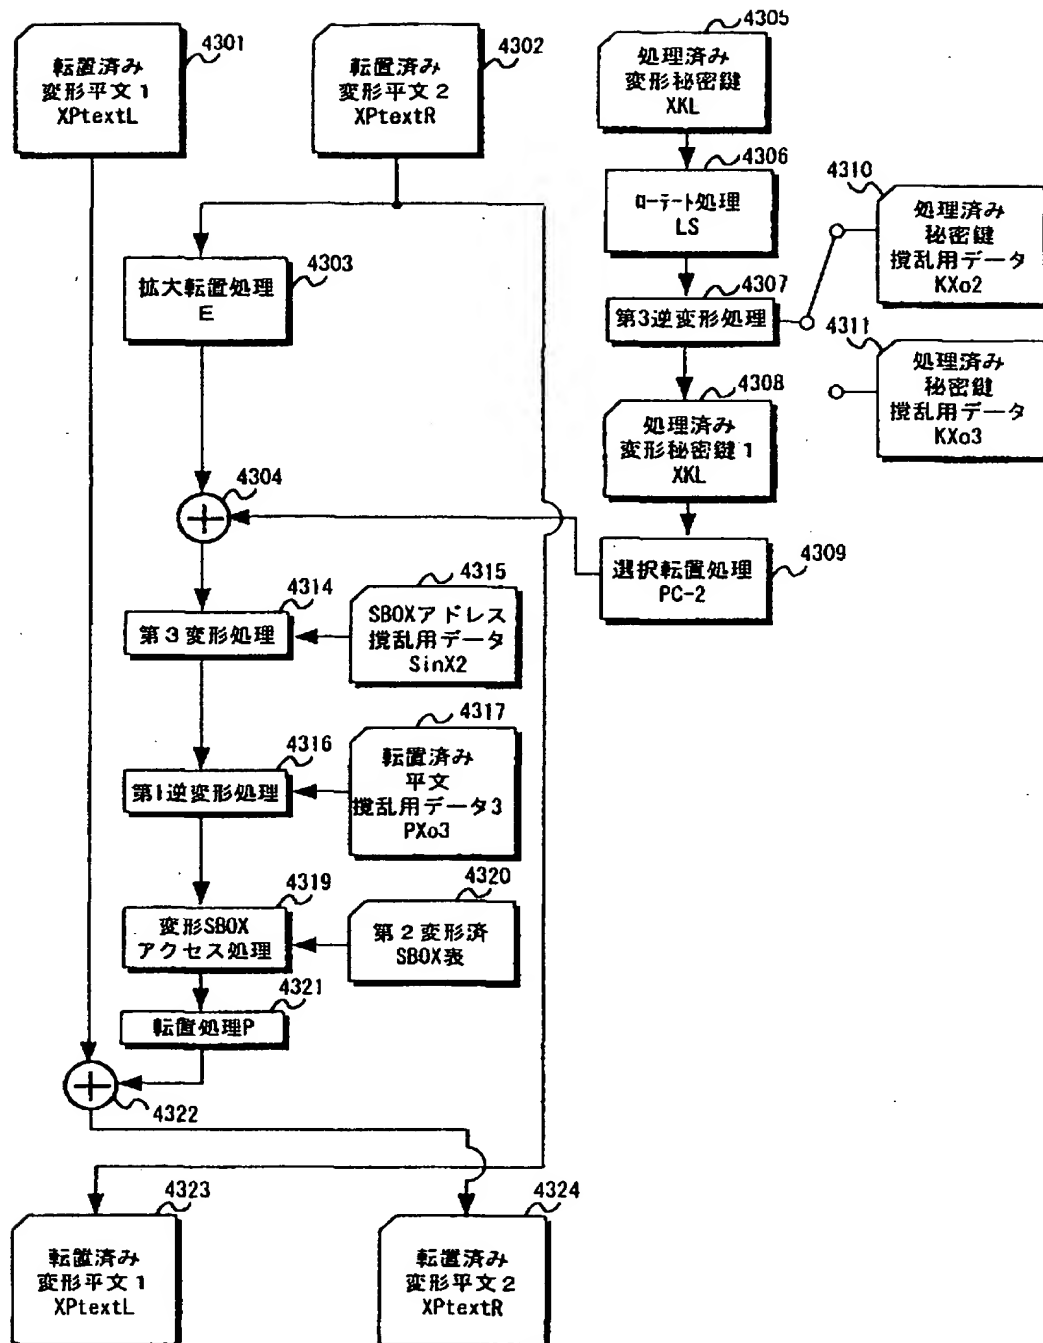 4301
転置済み
変形平文1
XPtextL
4302
転置済み
変形平文2
XPtextR
4305
処理済み
変形秘密鍵
XKL
4306
ローテート処理
LS
4307
第3逆変形処理
4310
処理済み
秘密鍵
撹乱用データ
KXo2
4311
処理済み
秘密鍵
撹乱用データ
KXo3
4303
拡大転置処理
E
4308
処理済み
変形秘密鍵1
XKL
4304
4309
選択転置処理
PC-2
4314
第3変形処理
4315
SBOXアドレス
撹乱用データ
SinX2
4316
第1逆変形処理
4317
転置済み
平文
撹乱用データ3
PXo3
4319
変形SBOX
アクセス処理
4320
第2変形済
SBOX表
4321
転置処理P
4322
4323
転置済み
変形平文1
XPtextL
4324
転置済み
変形平文2
XPtextR